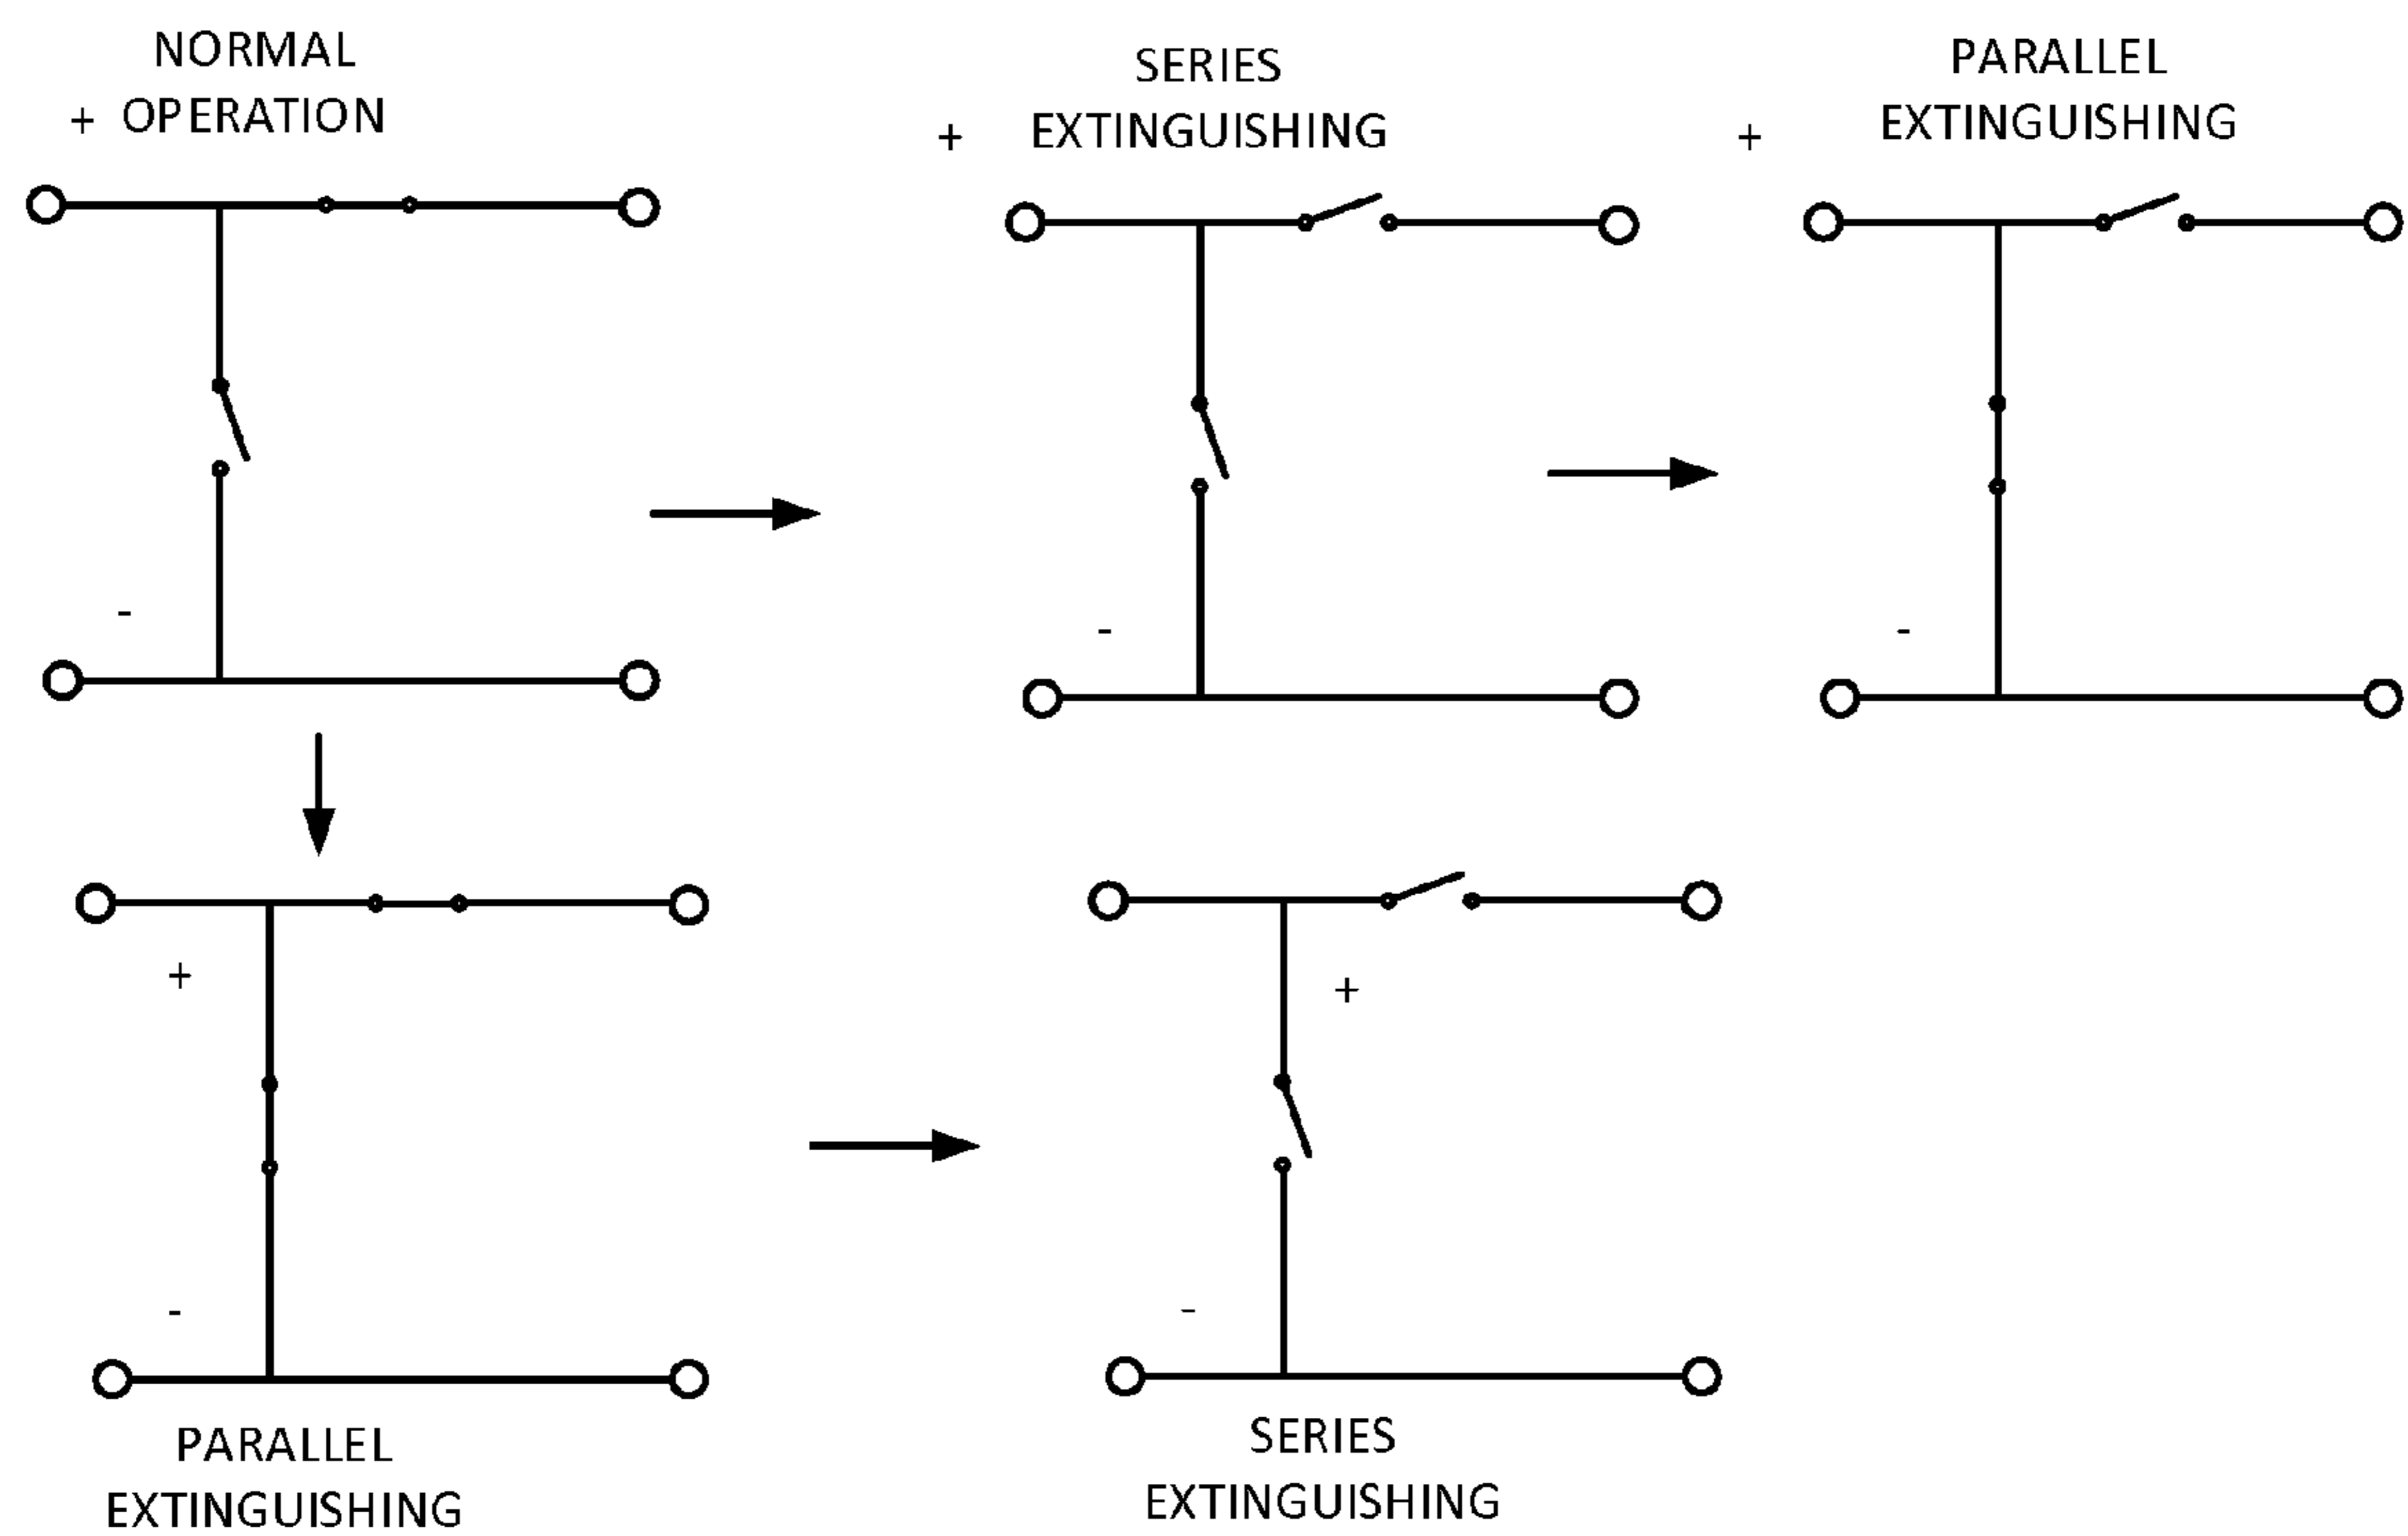 NORMAL
+ OPERATION
SERIES
+ EXTINGUISHING
PARALLEL
+ EXTINGUISHING
-
-
-
+
+
-
-
PARALLEL
EXTINGUISHING
SERIES
EXTINGUISHING